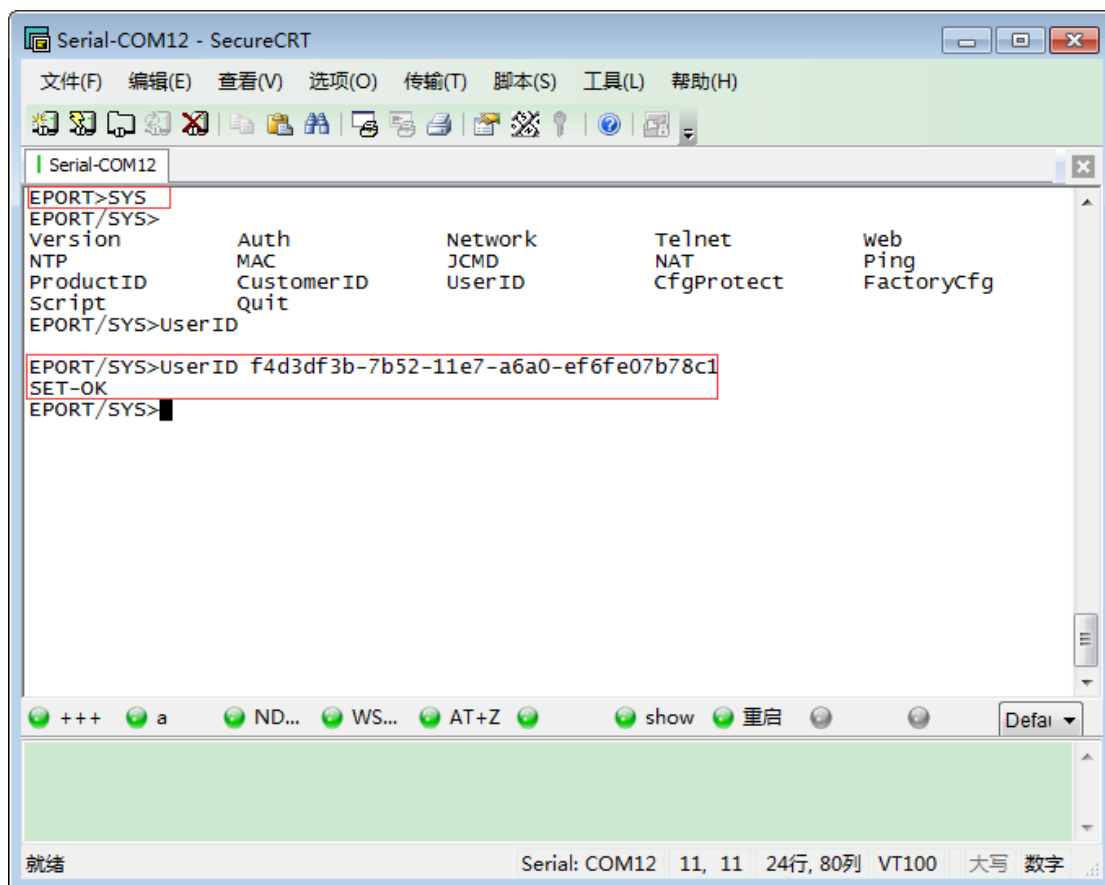 Serial-COM12 - SecureCRT
文件(F) 编辑(E) 查看(V) 选项(O) 传输(T) 脚本(S) 工具(L) 帮助(H)
Serial-COM12
EPORT>SYS
EPORT/SYS>
Version Auth Network Telnet Web
NTP MAC JCMD NAT Ping
ProductID CustomerID UserID CfgProtect FactoryCfg
Script Quit
EPORT/SYS>UserID
EPORT/SYS>UserID f4d3df3b-7b52-11e7-a6a0-ef6fe07b78c1
SET-OK
EPORT/SYS>
+++ a ND... WS... AT+Z show 重启 Defai
就绪 Serial: COM12 11, 11 24行, 80列 VT100 大写 数字